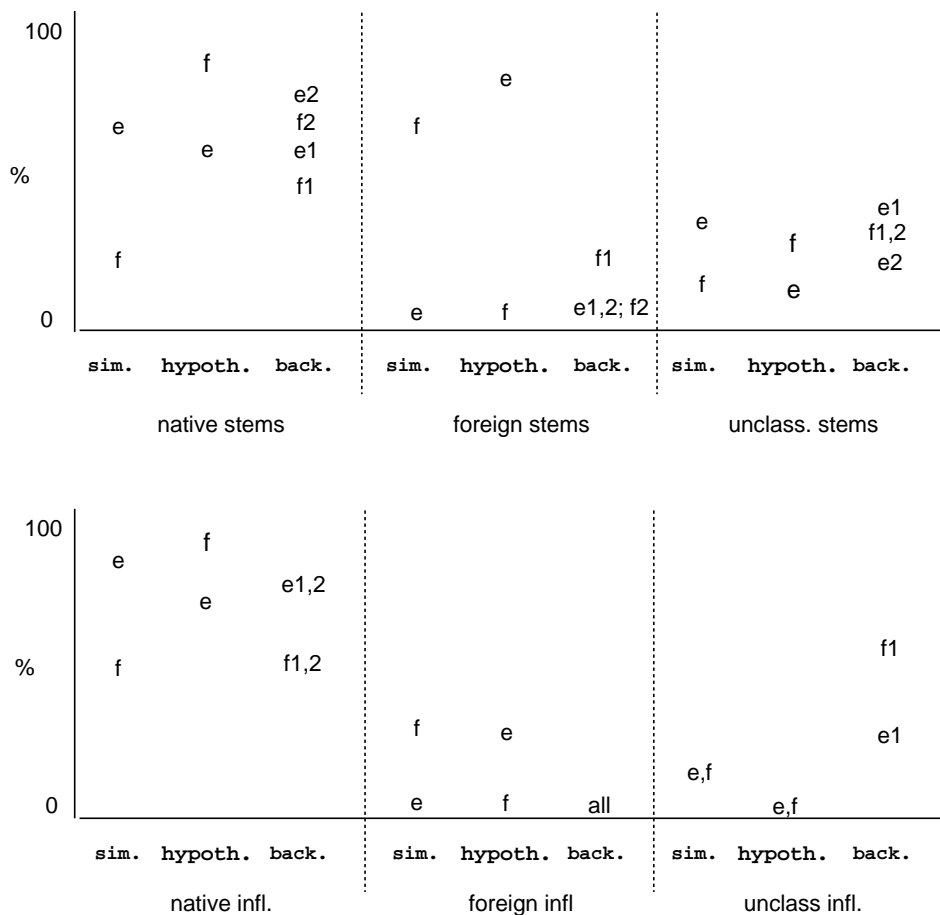 100
f
e
e2
e
f
f2
e
e1
%
f1
e1
e
f1,2
f
f
f1
e2
f
e
0
e
f
e1,2; f2
sim. hypoth. back. sim. hypoth. back. sim. hypoth. back.
native stems foreign stems unclass. stems
100
f
e
e1,2
e
f1
%
f
f1,2
f
e
e1
e,f
0
e
f
all
e,f
sim. hypoth. back. sim. hypoth. back. sim. hypoth. back.
native infl. foreign infl unclass infl.